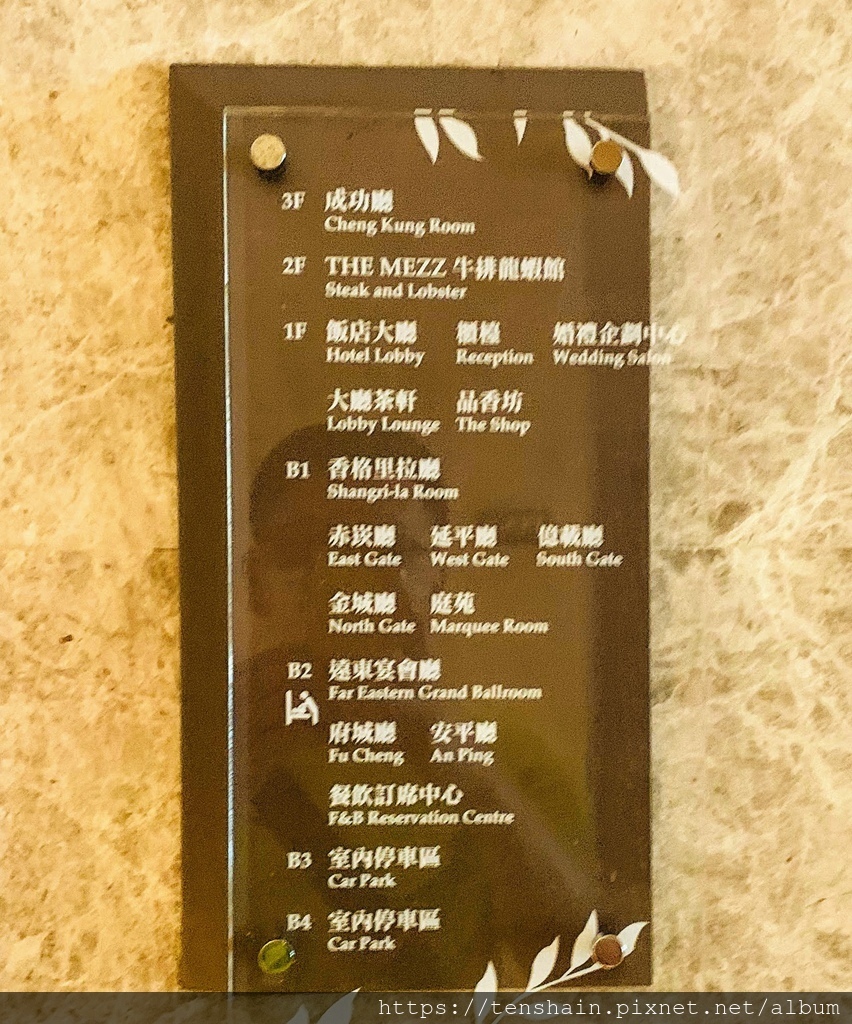 3F 成功廳
Cheng Kung Room
2F THE MEZZ 牛排龍蝦館
Steak and Lobster
1F 飯店大廳 櫃檯 婚禮企劃中心
Hotel Lobby Reception Wedding Salon
大廳茶軒 品香坊
Lobby Lounge The Shop
B1 香格里拉廳
Shangri-la Room
赤崁廳 延平廳 億載廳
East Gate West Gate South Gate
金城廳 庭苑
North Gate Marquee Room
B2 遠東宴會廳
Far Eastern Grand Ballroom
府城廳 安平廳
Fu Cheng An Ping
餐飲訂席中心
F&B Reservation Centre
B3 室內停車區
Car Park
B4 室內停車區
Car Park
https://tenshain.pixnet.net/album